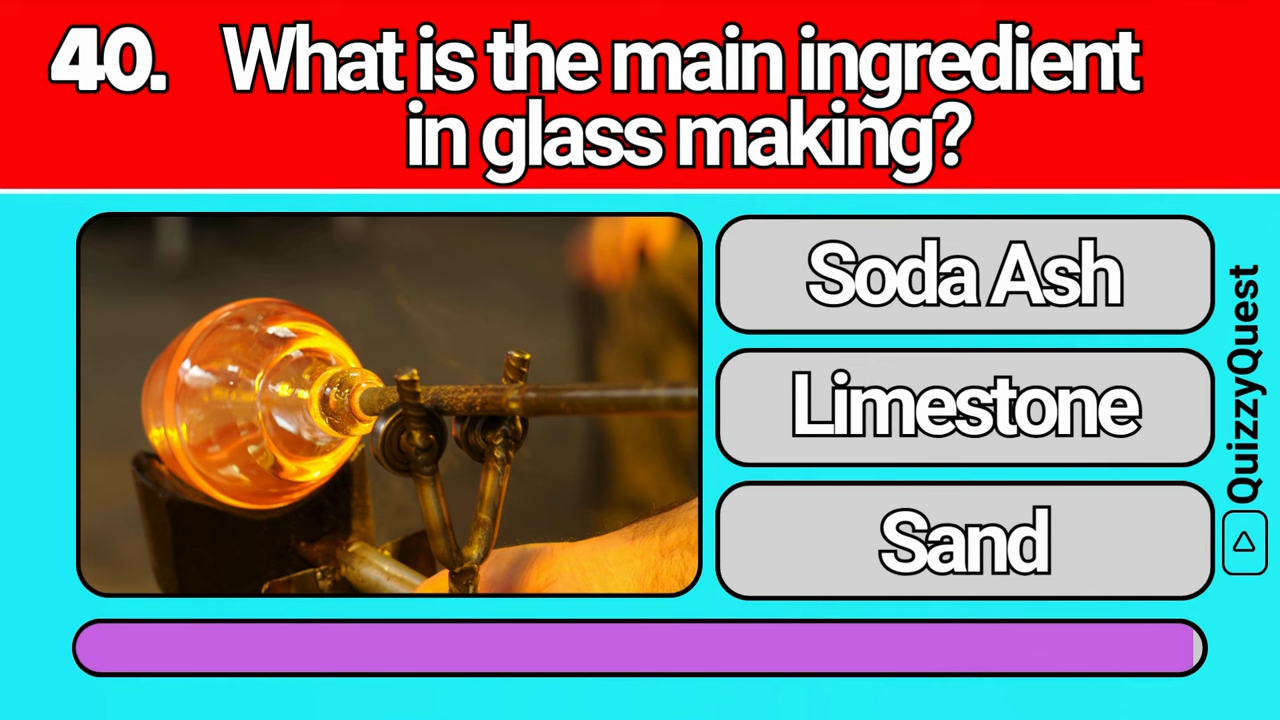 40. What is the main ingredient
in glass making?
Soda Ash
Limestone
Sand
QuizzyQuest